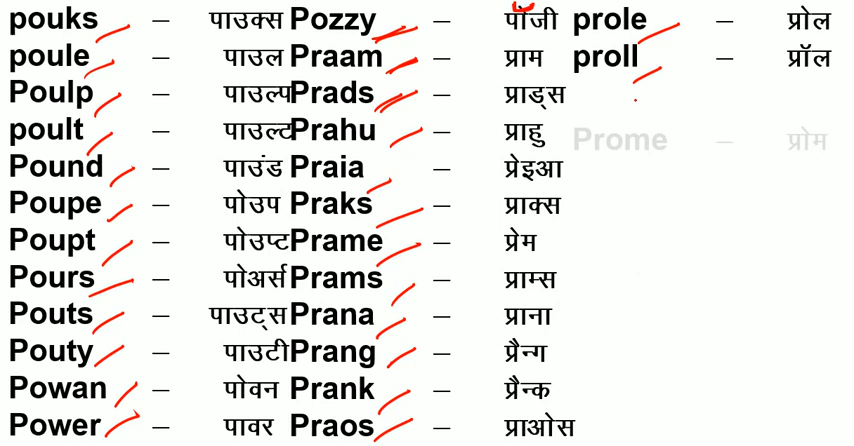 pouks – पाउक्स Pozzy – पॉजी prole – प्रोल
poule – पाउल Praam – प्राम proll – प्रॉल
Poulp – पाउल्प Prads – प्राड्स
poult – पाउल्ट Prahu – प्राहु Prome – प्रोम
Pound – पाउंड Praia – प्रेइआ
Poupe – पोउप Praks – प्राक्स
Poupt – पोउप्ट Prame – प्रेम
Pours – पोअर्स Prams – प्राम्स
Pouts – पाउट्स Prana – प्राना
Pouty – पाउटी Prang – प्रैन्ग
Powan – पोवन Prank – प्रैन्क
Power – पावर Praos – प्राओस